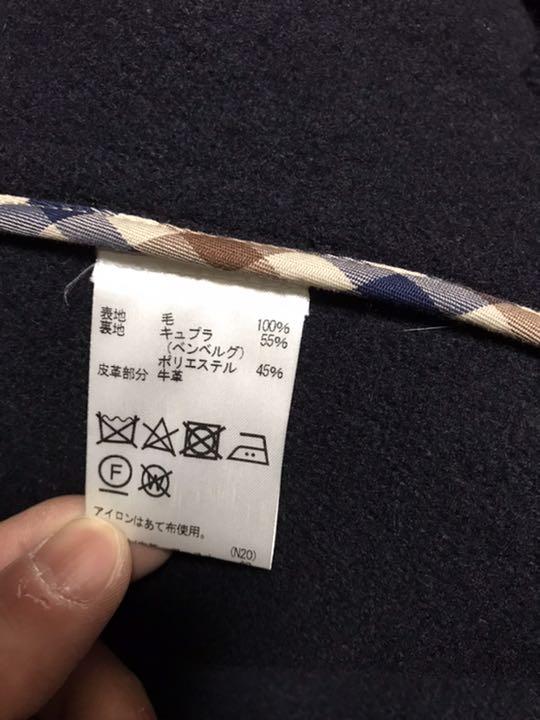 表地 毛 100%
裏地 キュプラ 55%
(ベンベルグ)
ポリエステル 45%
皮革部分 牛革
F W
アイロンはあて布使用。
(N20)